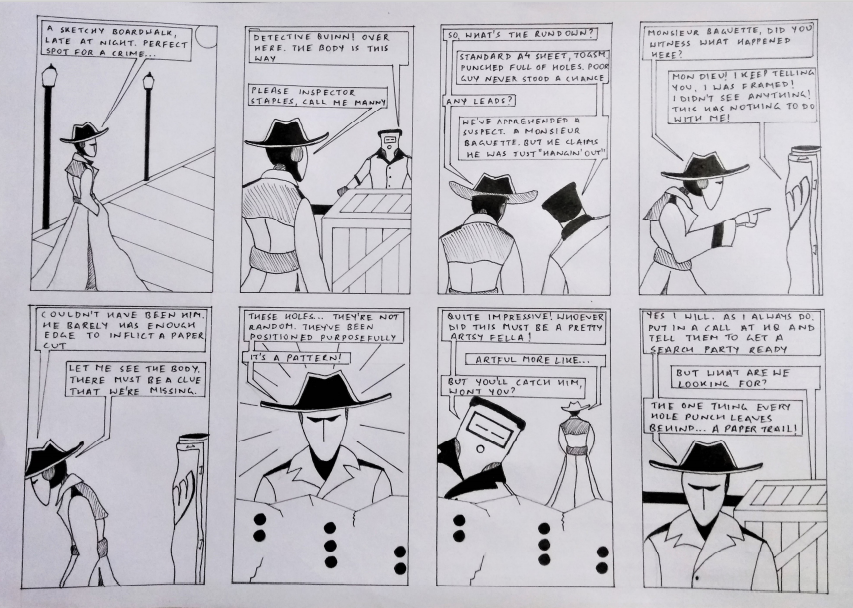 A SKETCHY BOARDWALK,
LATE AT NIGHT. PERFECT
SPOT FOR A CRIME...
DETECTIVE QUINN! OVER
HERE. THE BODY IS THIS
WAY
PLEASE INSPECTOR
STAPLES, CALL ME MANNY
SO, WHAT'S THE RUNDOWN?
STANDARD A4 SHEET, 70GSM,
PUNCHED FULL OF HOLES. POOR
GUY NEVER STOOD A CHANCE
ANY LEADS?
WE'VE APPREHENDED A
SUSPECT. A MONSIEUR
BAGUETTE. BUT HE CLAIMS
HE WAS JUST "HANGIN' OUT"
MONSIEUR BAGUETTE, DID YOU
WITNESS WHAT HAPPENED
HERE?
MON DIEU! I KEEP TELLING
YOU, I WAS FRAMED!
I DIDN'T SEE ANYTHING!
THIS HAS NOTHING TO DO
WITH ME!
COULDN'T HAVE BEEN HIM.
HE BARELY HAS ENOUGH
EDGE TO INFLICT A PAPER
CUT
LET ME SEE THE BODY.
THERE MUST BE A CLUE
THAT WE'RE MISSING.
THESE HOLES... THEY'RE NOT
RANDOM. THEY'VE BEEN
POSITIONED PURPOSEFULLY
IT'S A PATTERN!
QUITE IMPRESSIVE! WHOEVER
DID THIS MUST BE A PRETTY
ARTSY FELLA!
ARTFUL MORE LIKE...
BUT YOU'LL CATCH HIM,
WONT YOU?
YES I WILL. AS I ALWAYS DO.
PUT IN A CALL AT HQ AND
TELL THEM TO GET A
SEARCH PARTY READY
BUT WHAT ARE WE
LOOKING FOR?
THE ONE THING EVERY
HOLE PUNCH LEAVES
BEHIND... A PAPER TRAIL!